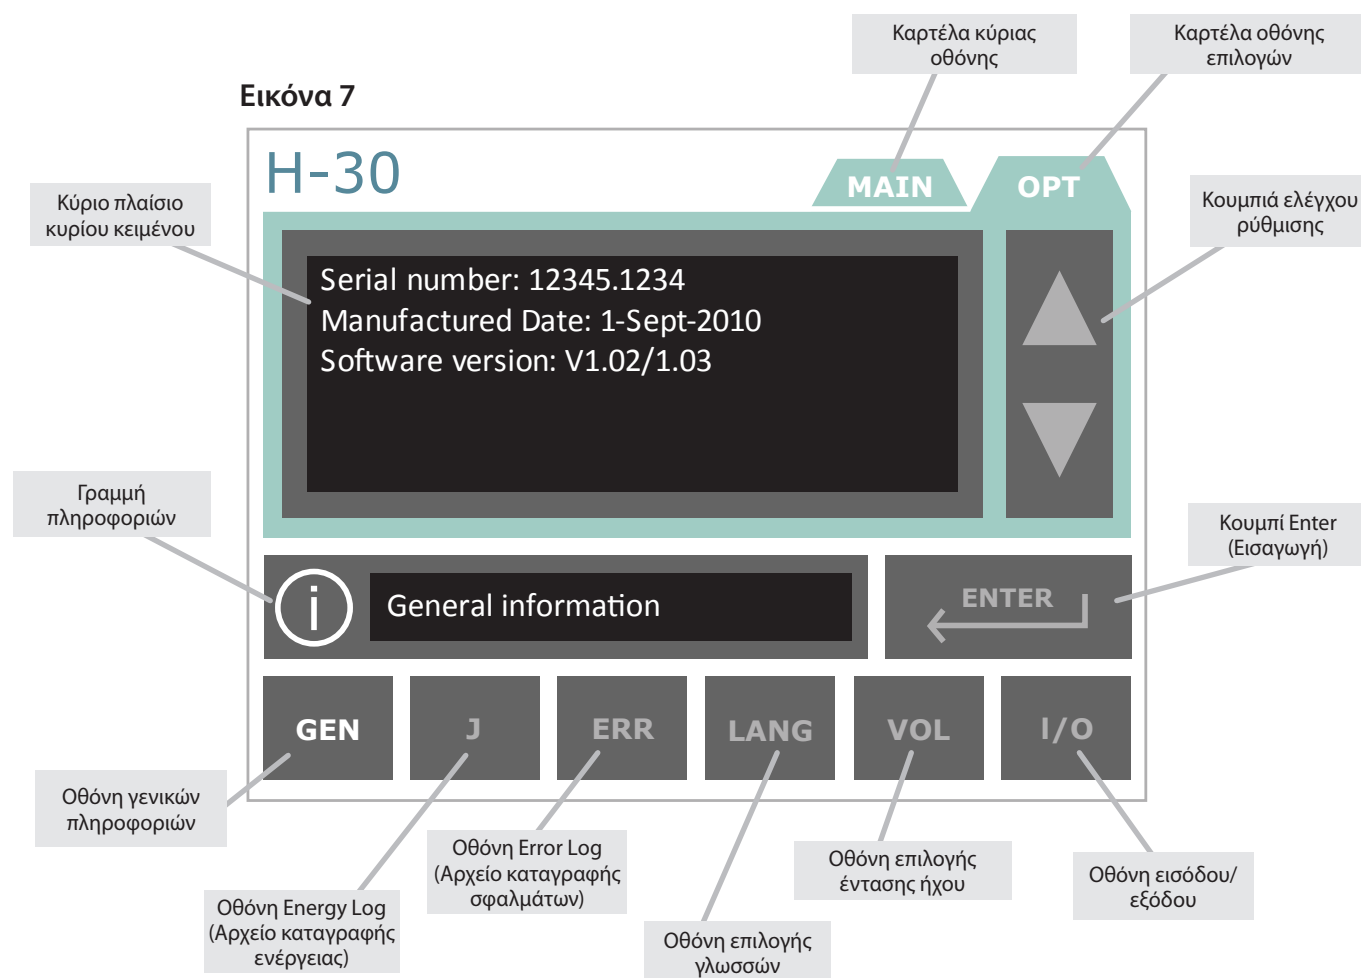 Καρτέλα κύριας
οθόνης
Καρτέλα οθόνης
επιλογών
Εικόνα 7
H-30
MAIN
OPT
Κύριο πλαίσιο
κυρίου κειμένου
Κουμπιά ελέγχου
ρύθμισης
Serial number: 12345.1234
Manufactured Date: 1-Sept-2010
Software version: V1.02/1.03
Γραμμή
πληροφοριών
Κουμπί Enter
(Εισαγωγή)
i
General information
ENTER
GEN
J
ERR
LANG
VOL
I/O
Οθόνη γενικών
πληροφοριών
Οθόνη Energy Log
(Αρχείο καταγραφής
ενέργειας)
Οθόνη Error Log
(Αρχείο καταγραφής
σφαλμάτων)
Οθόνη επιλογής
γλωσσών
Οθόνη επιλογής
έντασης ήχου
Οθόνη εισόδου/
εξόδου